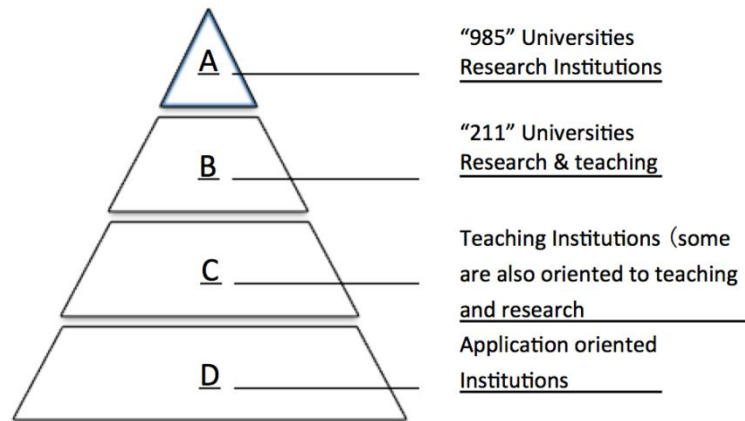 A
“985” Universities
Research Institutions
B
“211” Universities
Research & teaching
C
Teaching Institutions（some
are also oriented to teaching
and research
D
Application oriented
Institutions